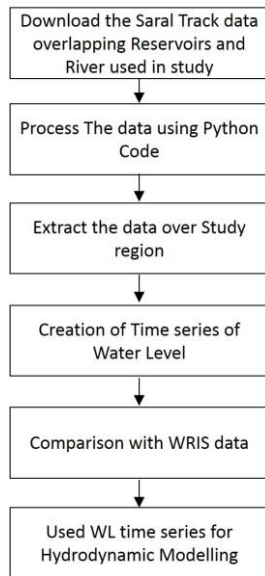 Download the Saral Track data
overlapping Reservoirs and
River used in study
Process The data using Python
Code
Extract the data over Study
region
Creation of Time series of
Water Level
Comparison with WRIS data
Used WL time series for
Hydrodynamic Modelling